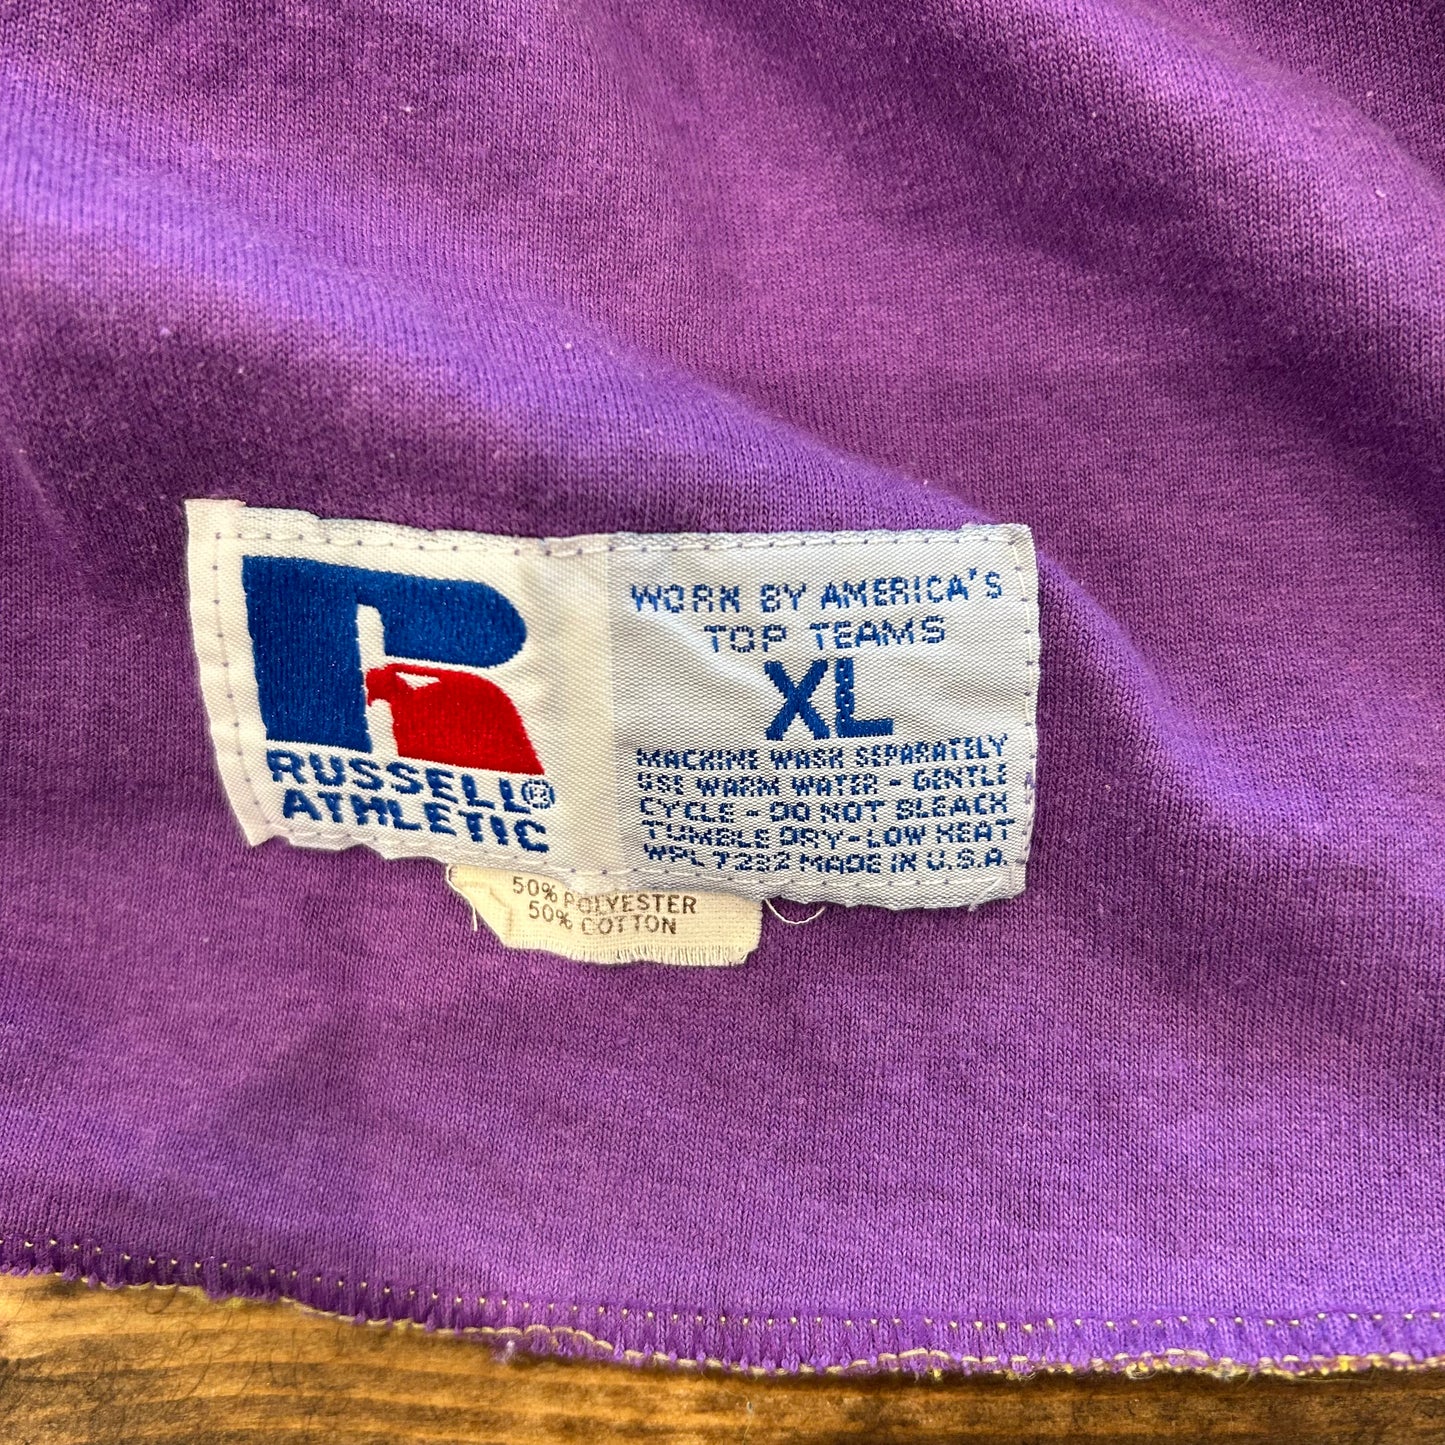 RUSSELL®
ATHLETIC
WORN BY AMERICA'S
TOP TEAMS
XL
MACHINE WASH SEPARATELY
USE WARM WATER - GENTLE
CYCLE - DO NOT BLEACH
TUMBLE DRY - LOW HEAT
WPL 7232 MADE IN U.S.A.
50% POLYESTER
50% COTTON